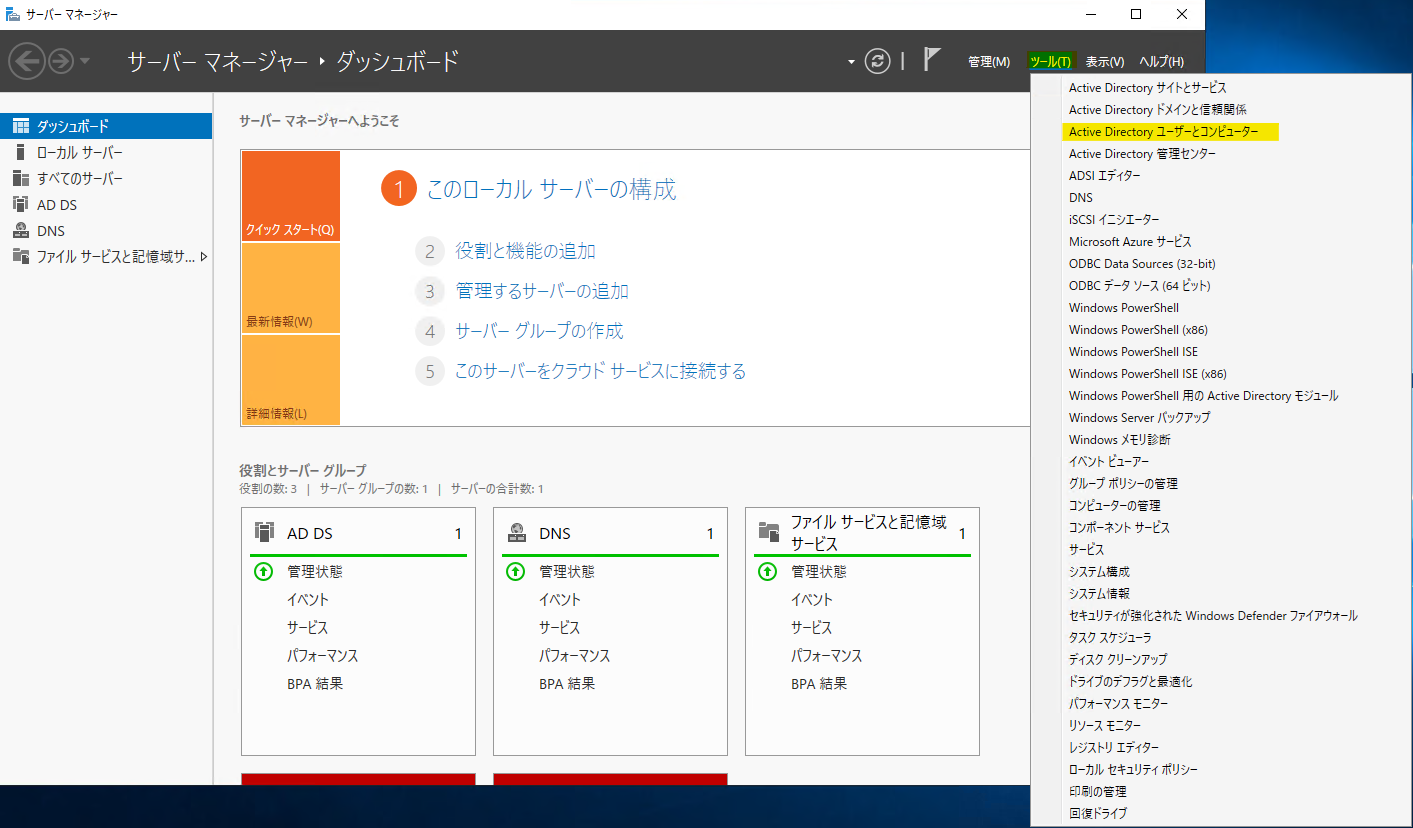 サーバー マネージャー
サーバー マネージャー ‣ ダッシュボード
管理(M) ツール(T) 表示(V) ヘルプ(H)
ダッシュボード
ローカル サーバー
すべてのサーバー
AD DS
DNS
ファイル サービスと記憶域サ...
サーバー マネージャーへようこそ
クイック スタート(Q)
最新情報(W)
詳細情報(L)
1 このローカル サーバーの構成
2 役割と機能の追加
3 管理するサーバーの追加
4 サーバー グループの作成
5 このサーバーをクラウド サービスに接続する
役割とサーバー グループ
役割の数: 3 | サーバー グループの数: 1 | サーバーの合計数: 1
AD DS 1
管理状態
イベント
サービス
パフォーマンス
BPA 結果
DNS 1
管理状態
イベント
サービス
パフォーマンス
BPA 結果
ファイル サービスと記憶域
サービス 1
管理状態
イベント
サービス
パフォーマンス
BPA 結果
Active Directory サイトとサービス
Active Directory ドメインと信頼関係
Active Directory ユーザーとコンピューター
Active Directory 管理センター
ADSI エディター
DNS
iSCSI イニシエーター
Microsoft Azure サービス
ODBC Data Sources (32-bit)
ODBC データ ソース (64 ビット)
Windows PowerShell
Windows PowerShell (x86)
Windows PowerShell ISE
Windows PowerShell ISE (x86)
Windows PowerShell 用の Active Directory モジュール
Windows Server バックアップ
Windows メモリ診断
イベント ビューアー
グループ ポリシーの管理
コンピューターの管理
コンポーネント サービス
サービス
システム構成
システム情報
セキュリティが強化された Windows Defender ファイアウォール
タスク スケジューラ
ディスク クリーンアップ
ドライブのデフラグと最適化
パフォーマンス モニター
リソース モニター
レジストリ エディター
ローカル セキュリティ ポリシー
印刷の管理
回復ドライブ